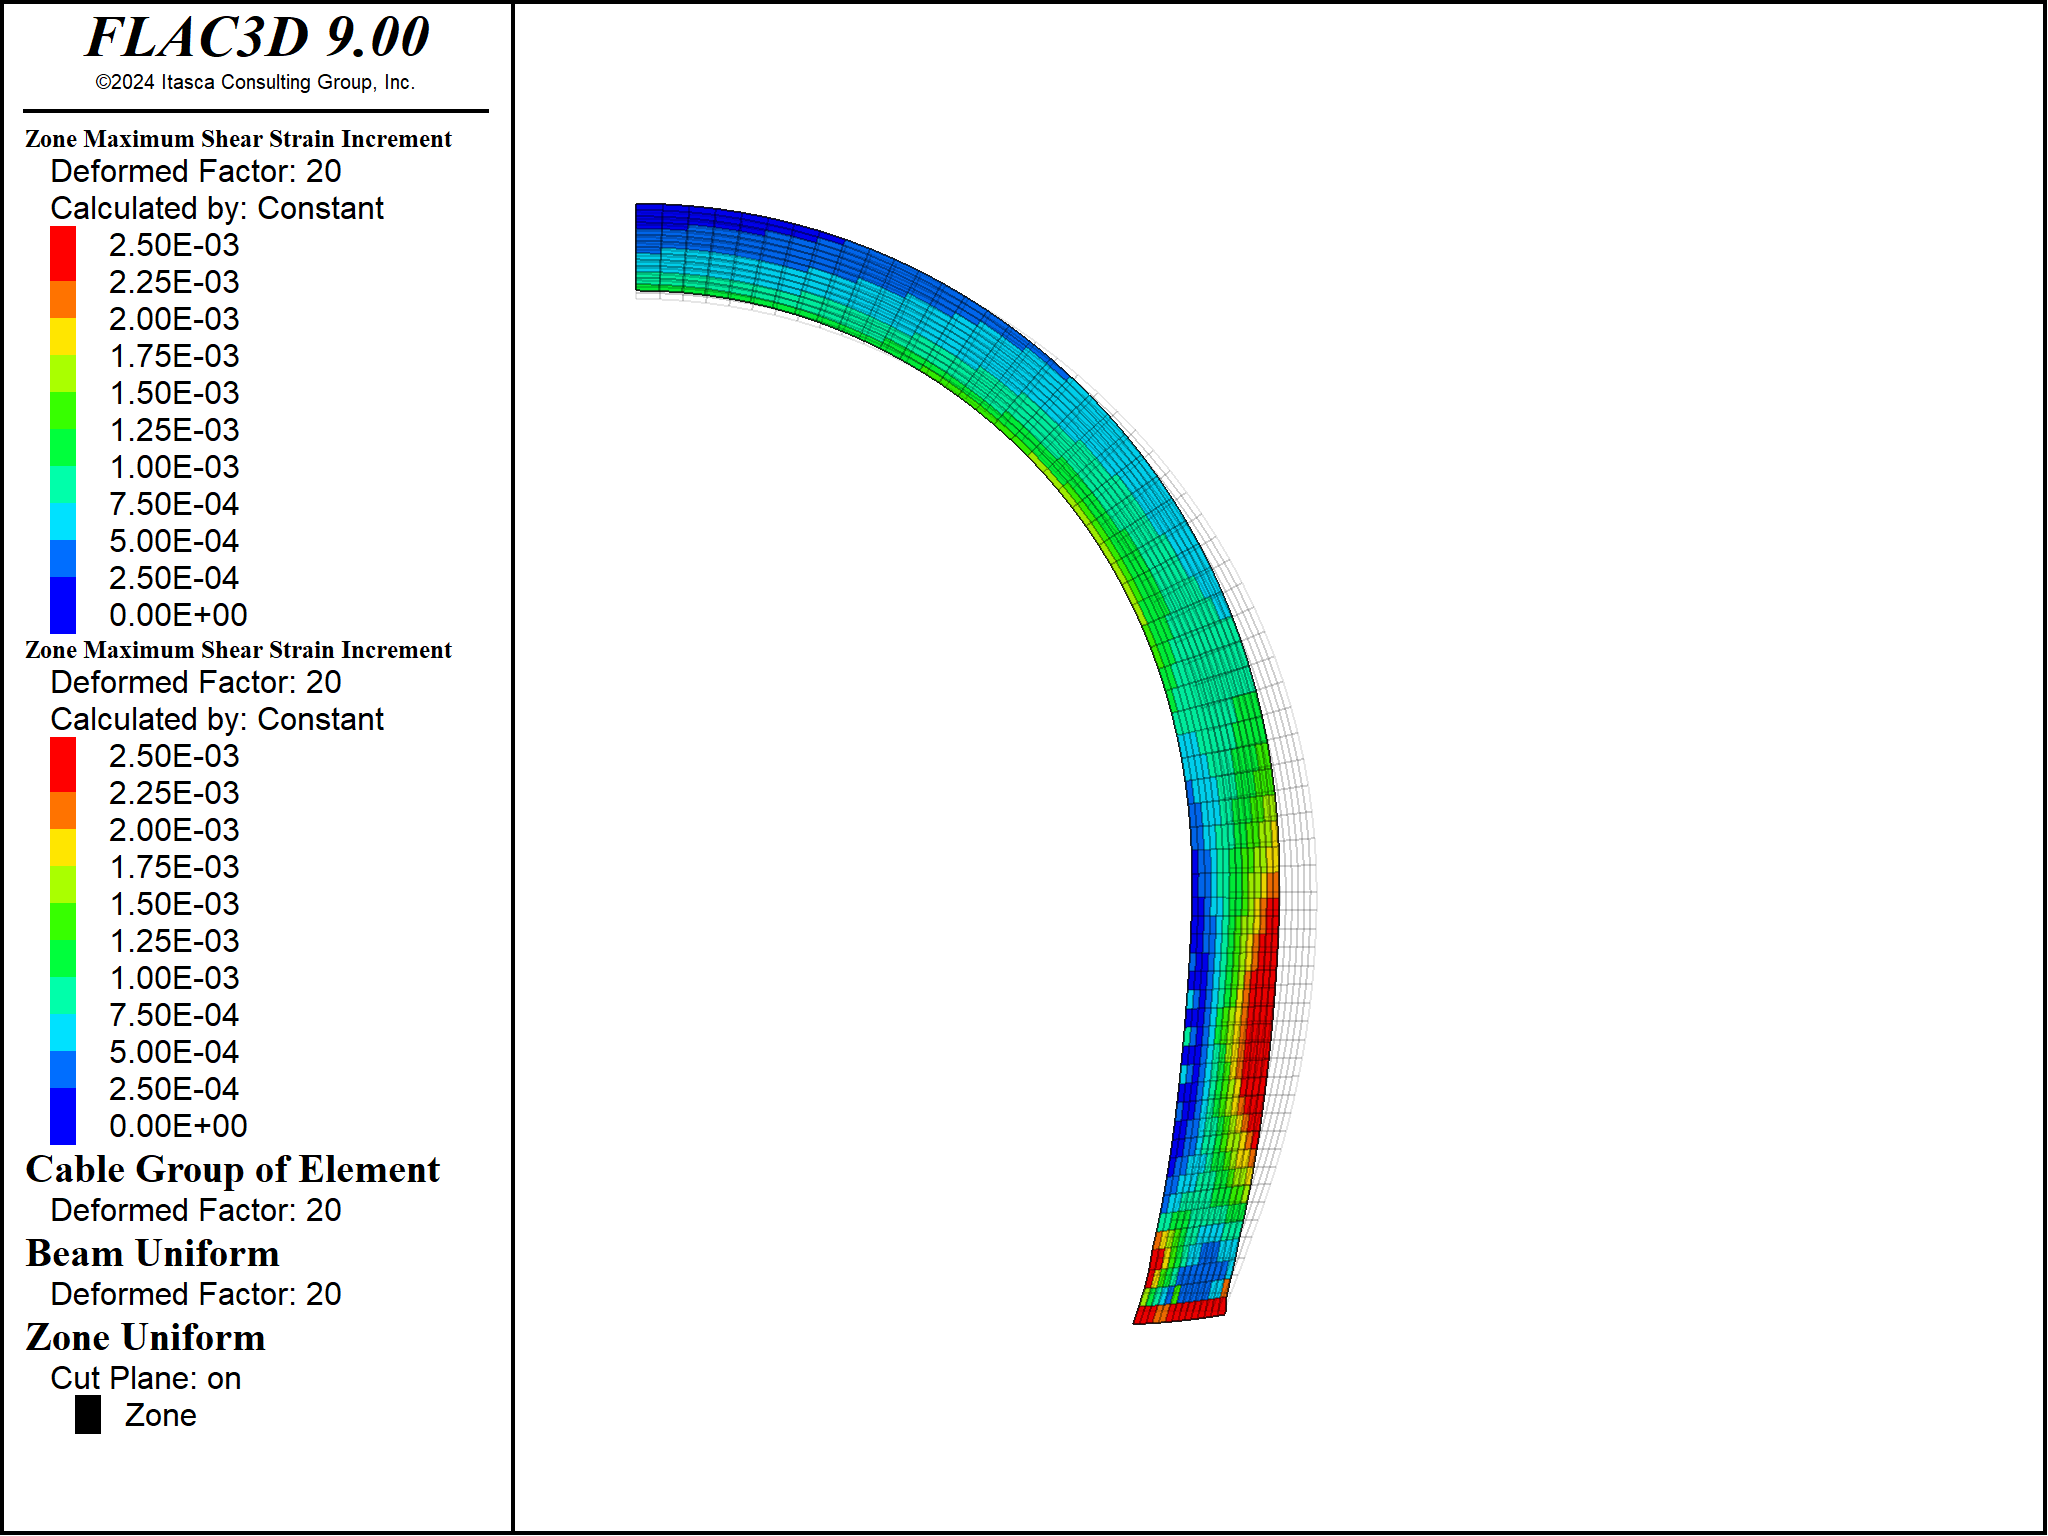 FLAC3D 9.00
©2024 Itasca Consulting Group, Inc.
Zone Maximum Shear Strain Increment
Deformed Factor: 20
Calculated by: Constant
2.50E-03
2.25E-03
2.00E-03
1.75E-03
1.50E-03
1.25E-03
1.00E-03
7.50E-04
5.00E-04
2.50E-04
0.00E+00
Zone Maximum Shear Strain Increment
Deformed Factor: 20
Calculated by: Constant
2.50E-03
2.25E-03
2.00E-03
1.75E-03
1.50E-03
1.25E-03
1.00E-03
7.50E-04
5.00E-04
2.50E-04
0.00E+00
Cable Group of Element
Deformed Factor: 20
Beam Uniform
Deformed Factor: 20
Zone Uniform
Cut Plane: on
Zone